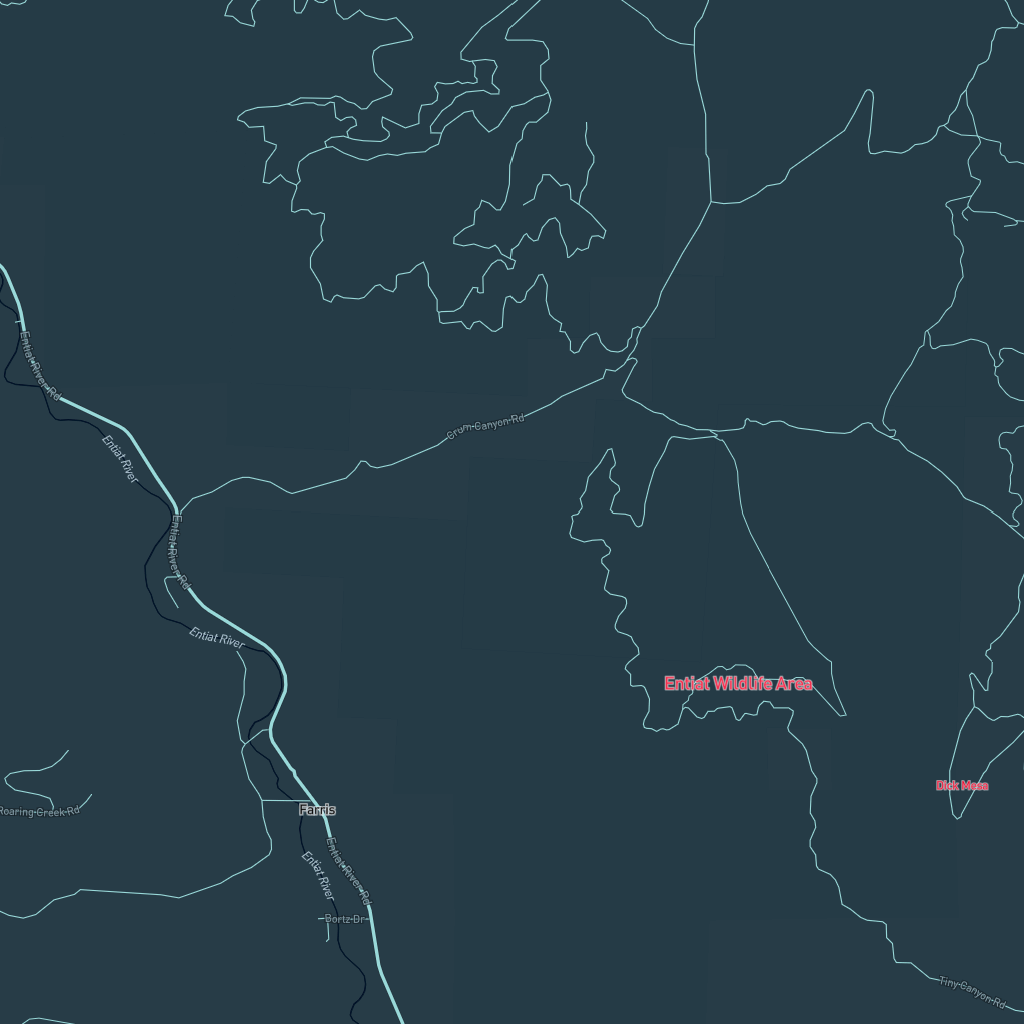 Entiat River Rd
Crum Canyon Rd
Entiat River
Entiat River Rd
Entiat River
Entiat Wildlife Area
Dick Mesa
Roaring Creek Rd
Farris
Entiat River Rd
Entiat River
Bortz Dr
Tiny Canyon Rd